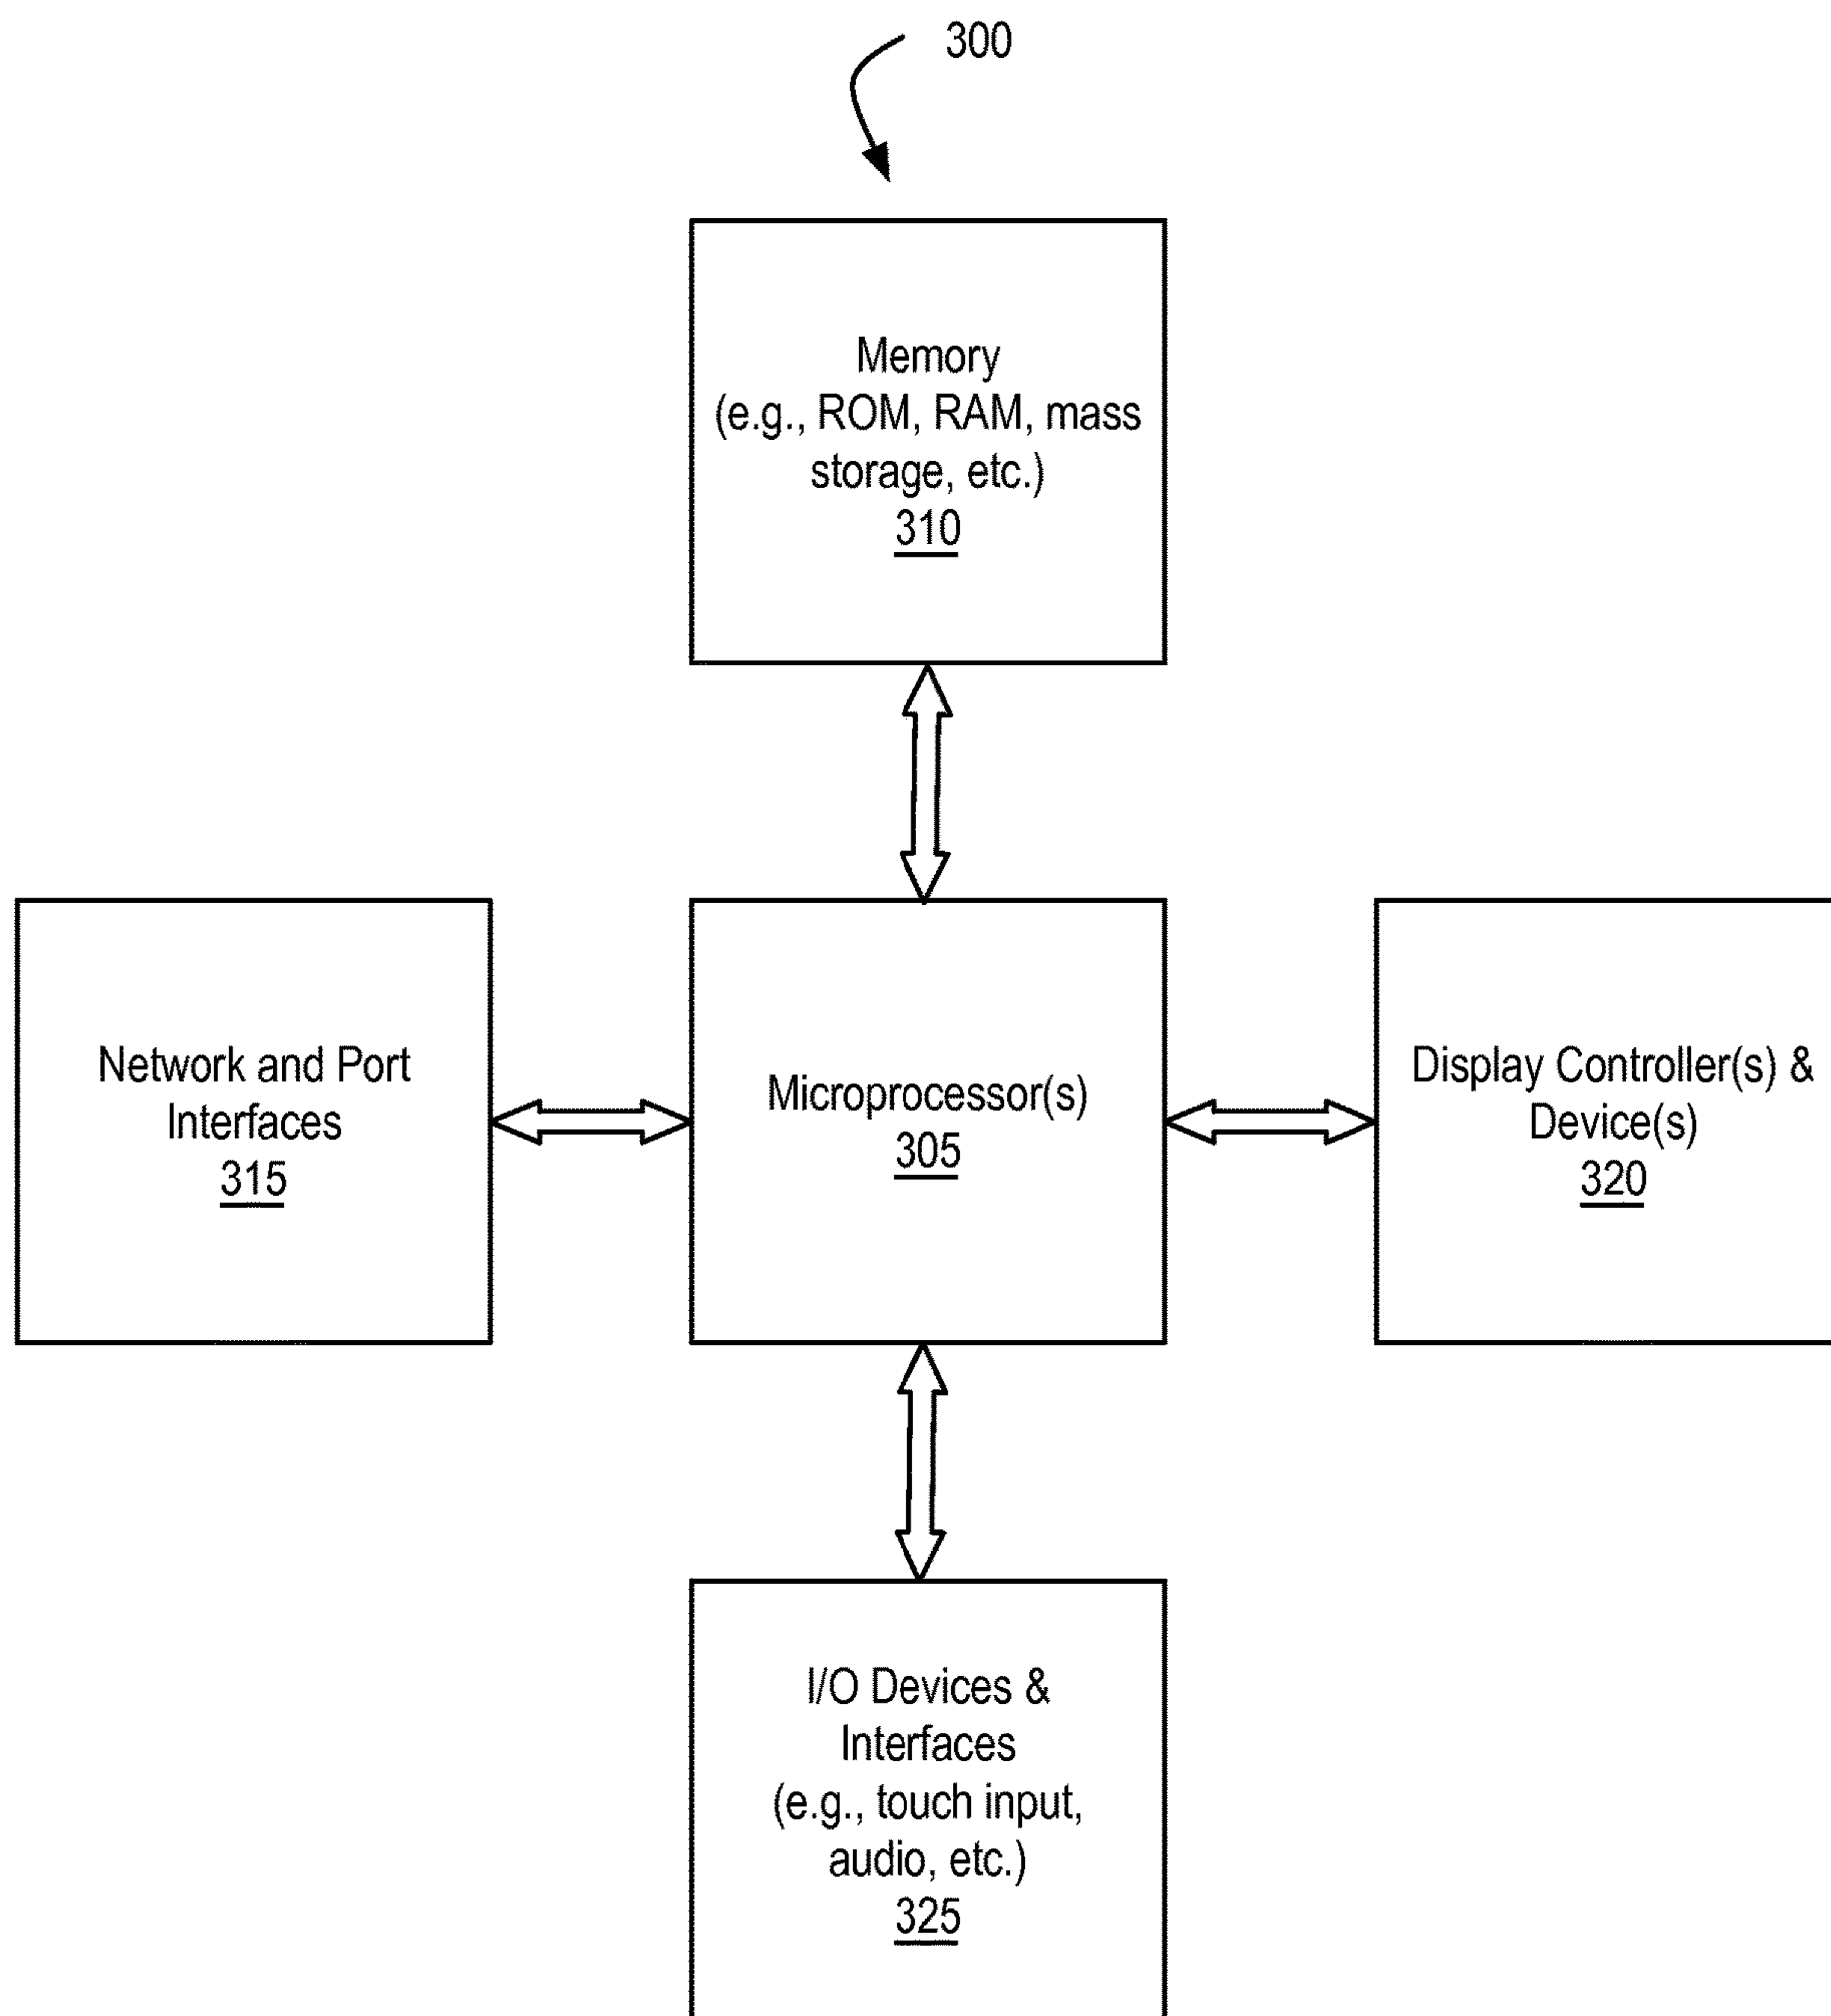 300
Memory
(e.g., ROM, RAM, mass
storage, etc.)
310
Network and Port
Interfaces
315
Microprocessor(s)
305
Display Controller(s) &
Device(s)
320
I/O Devices &
Interfaces
(e.g., touch input,
audio, etc.)
325